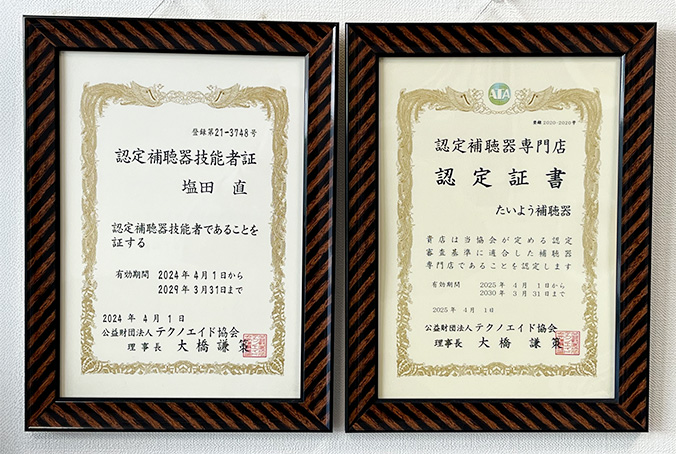 登録第21-3748号
認定補聴器技能者証
塩田 直
認定補聴器技能者であることを
証する
有効期間 2024年4月1日から
2029年3月31日まで
2024年4月1日
公益財団法人 テクノエイド協会
理事長 大橋謙策
ATA
登録 2020-2020号
認定補聴器専門店
認定証書
たいよう補聴器
貴店は当協会が定める認定
審査基準に適合した補聴器
専門店であることを認定します
有効期間 2025年 4月 1日から
2030年 3月 31日まで
2025年 4月 1日
公益財団法人 テクノエイド協会
理事長 大橋謙策